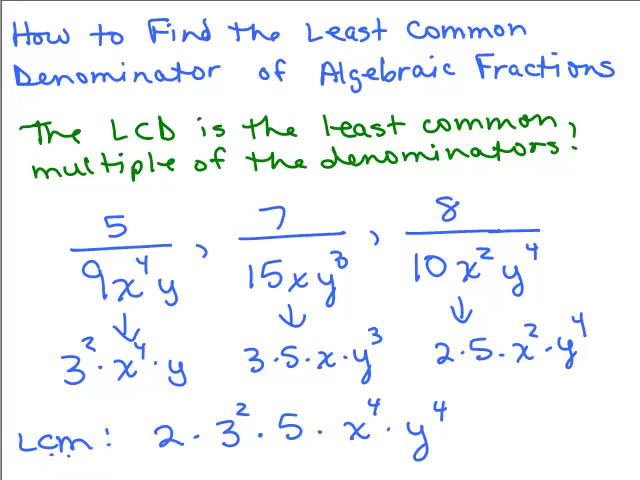 How to Find the Least Common
Denominator of Algebraic Fractions
The LCD is the least common
multiple of the denominators!
5/9x⁴y , 7/15xy³ , 8/10x²y⁴
↓ ↓ ↓
3² · x⁴ · y 3 · 5 · x · y³ 2 · 5 · x² · y⁴
LCM : 2 · 3² · 5 · x⁴ · y⁴